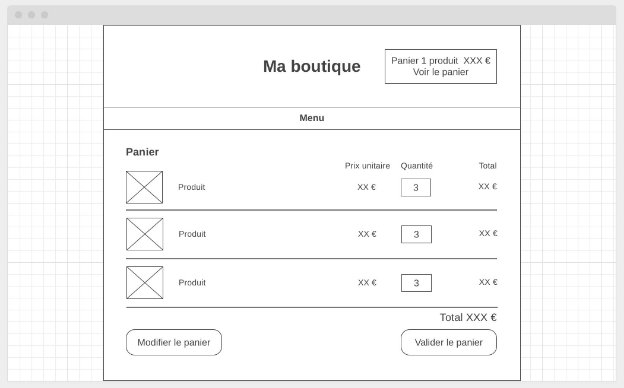 Ma boutique
Panier 1 produit XXX €
Voir le panier
Menu
Panier
Prix unitaire Quantité Total
Produit XX € 3 XX €
Produit XX € 3 XX €
Produit XX € 3 XX €
Total XXX €
Modifier le panier Valider le panier